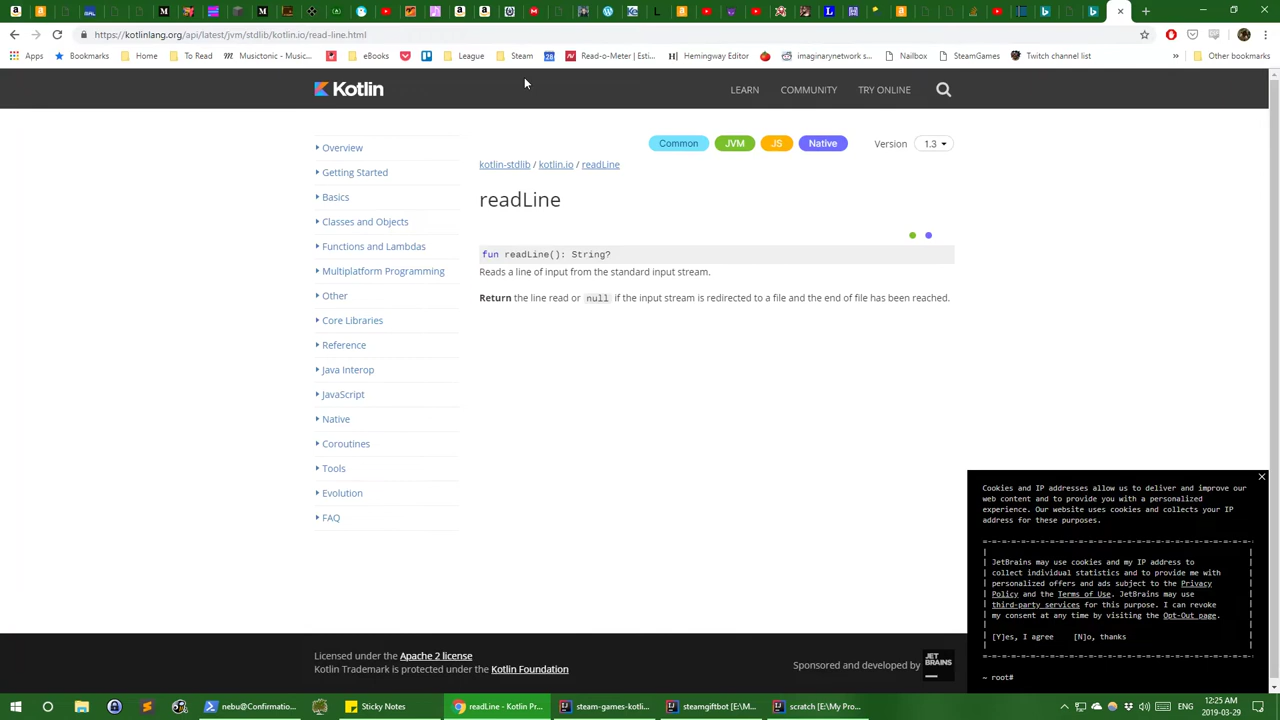 https://kotlinlang.org/api/latest/jvm/stdlib/kotlin.io/read-line.html
Apps
Bookmarks
Home
To Read
Musictonic - Music...
eBooks
League
Steam
28
Read-o-Meter | Esti...
Hemingway Editor
imaginarynetwork s...
Nailbox
SteamGames
Twitch channel list
»
Other bookmarks
Kotlin
LEARN
COMMUNITY
TRY ONLINE
Common
JVM
JS
Native
Version
1.3
kotlin-stdlib / kotlin.io / readLine
readLine
fun readLine(): String?
Reads a line of input from the standard input stream.
Return the line read or null if the input stream is redirected to a file and the end of file has been reached.
Overview
Getting Started
Basics
Classes and Objects
Functions and Lambdas
Multiplatform Programming
Other
Core Libraries
Reference
Java Interop
JavaScript
Native
Coroutines
Tools
Evolution
FAQ
Cookies and IP addresses allow us to deliver and improve our
web content and to provide you with a personalized
experience. Our website uses cookies and collects your IP
address for these purposes.
JetBrains may use cookies and my IP address to
collect individual statistics and to provide me with
personalized offers and ads subject to the Privacy
Policy and the Terms of Use. JetBrains may use
third-party services for this purpose. I can revoke
my consent at any time by visiting the Opt-Out page.
[Y]es, I agree [N]o, thanks
~ root#
Licensed under the Apache 2 license
Kotlin Trademark is protected under the Kotlin Foundation
Sponsored and developed by
JET
BRAINS
nebu@Confirmatio...
Sticky Notes
readLine - Kotlin Pr...
steam-games-kotli...
steamgiftbot [E:\M...
scratch [E:\My Pro...
ENG
12:25 AM
2019-03-29